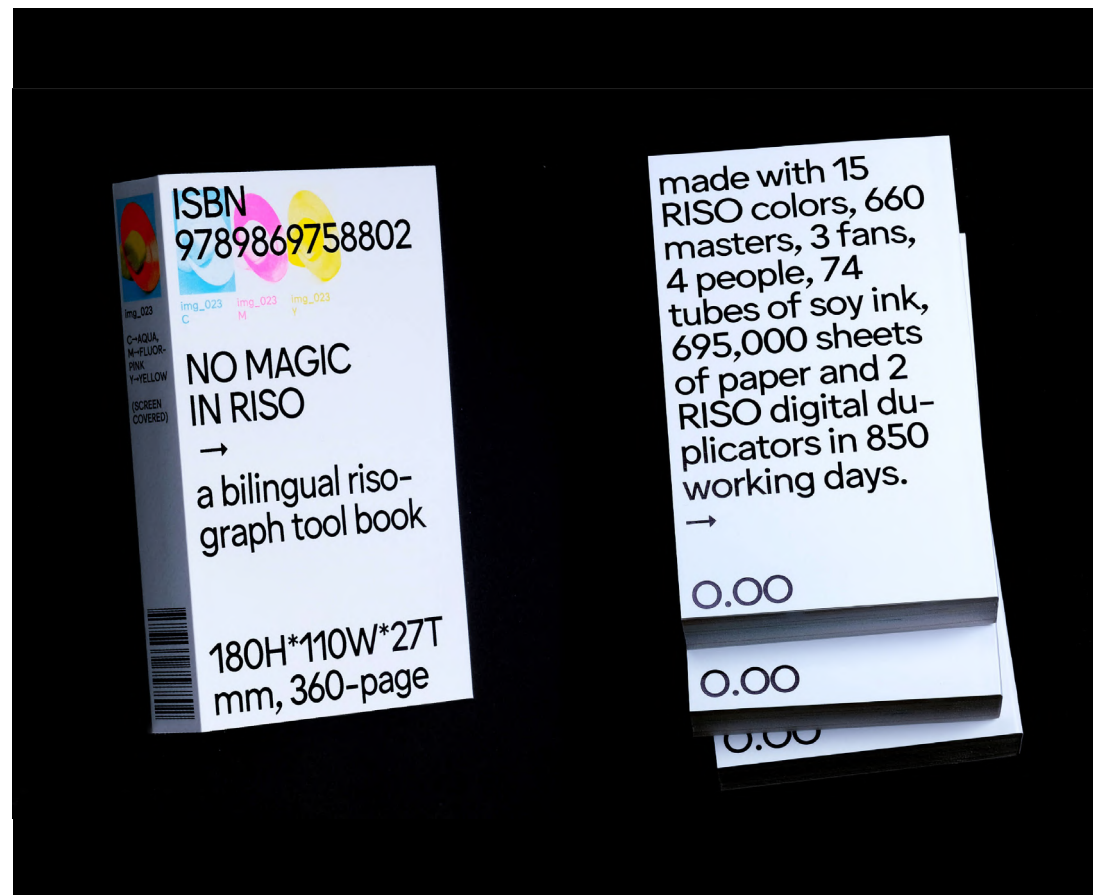 img_023
C→AQUA,
M→FLUOR-
PINK
Y→YELLOW
(SCREEN
COVERED)
ISBN
9789869758802
img_023
C
img_023
M
img_023
Y
NO MAGIC
IN RISO
→
a bilingual riso-
graph tool book
180H*110W*27T
mm, 360-page
made with 15
RISO colors, 660
masters, 3 fans,
4 people, 74
tubes of soy ink,
695,000 sheets
of paper and 2
RISO digital du-
plicators in 850
working days.
→
0.00
0.00
0.00